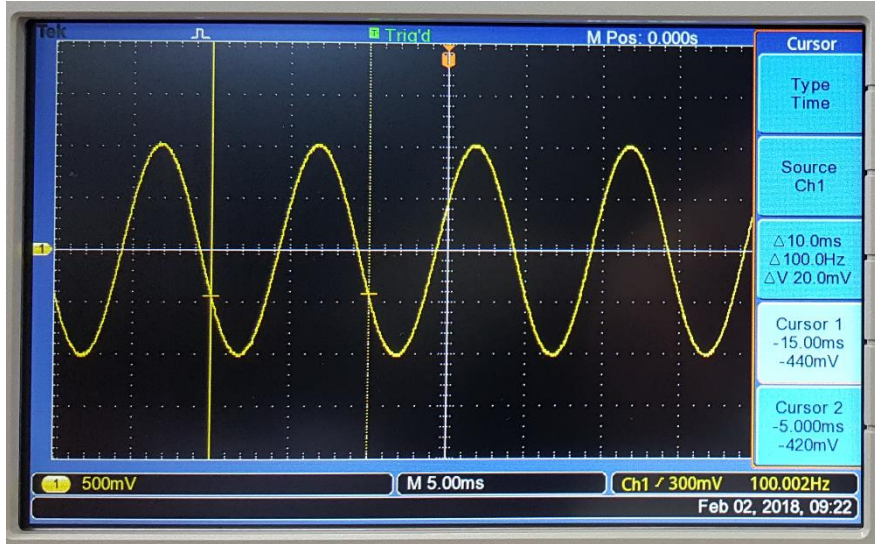 Tek
T Trig'd
M Pos: 0.000s
T
1
Cursor
Type
Time
Source
Ch1
△10.0ms
△100.0Hz
△V 20.0mV
Cursor 1
-15.00ms
-440mV
Cursor 2
-5.000ms
-420mV
1 500mV
M 5.00ms
Ch1 / 300mV 100.002Hz
Feb 02, 2018, 09:22